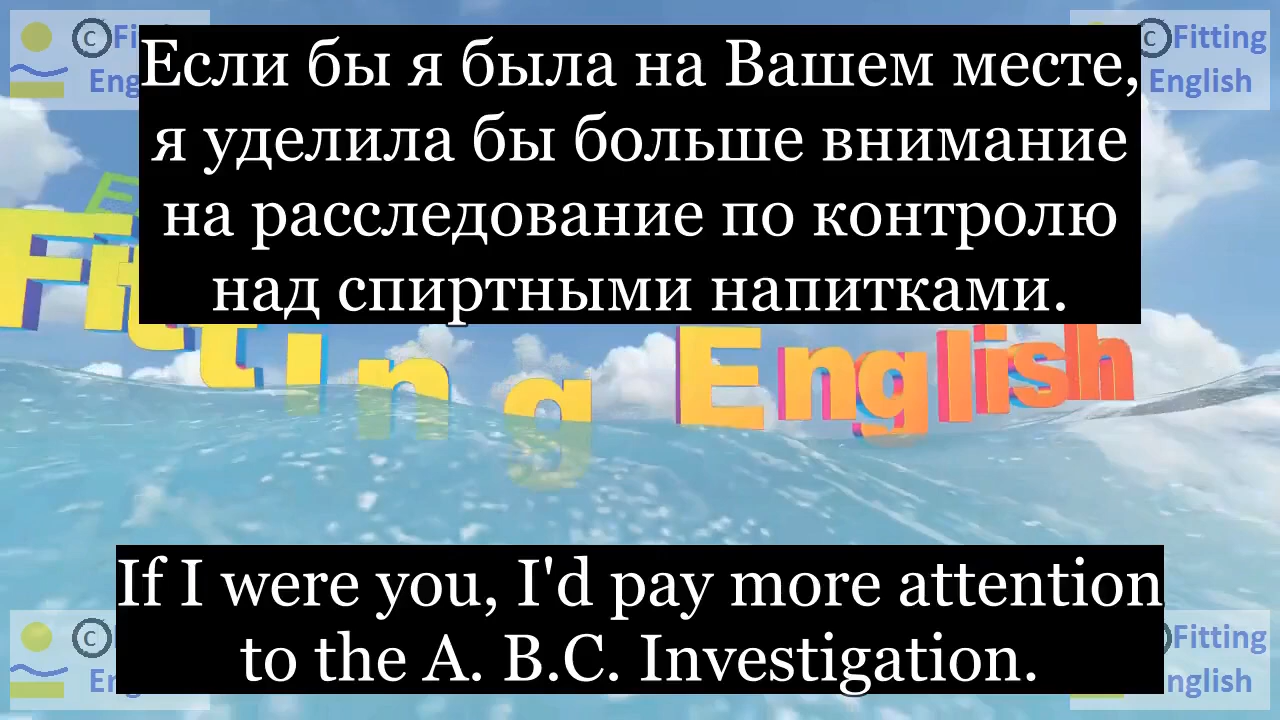 © Fitting
English
Если бы я была на Вашем месте,
я уделила бы больше внимание
на расследование по контролю
над спиртными напитками.
Fitting English
If I were you, I'd pay more attention
to the A. B.C. Investigation.
Fitting
English